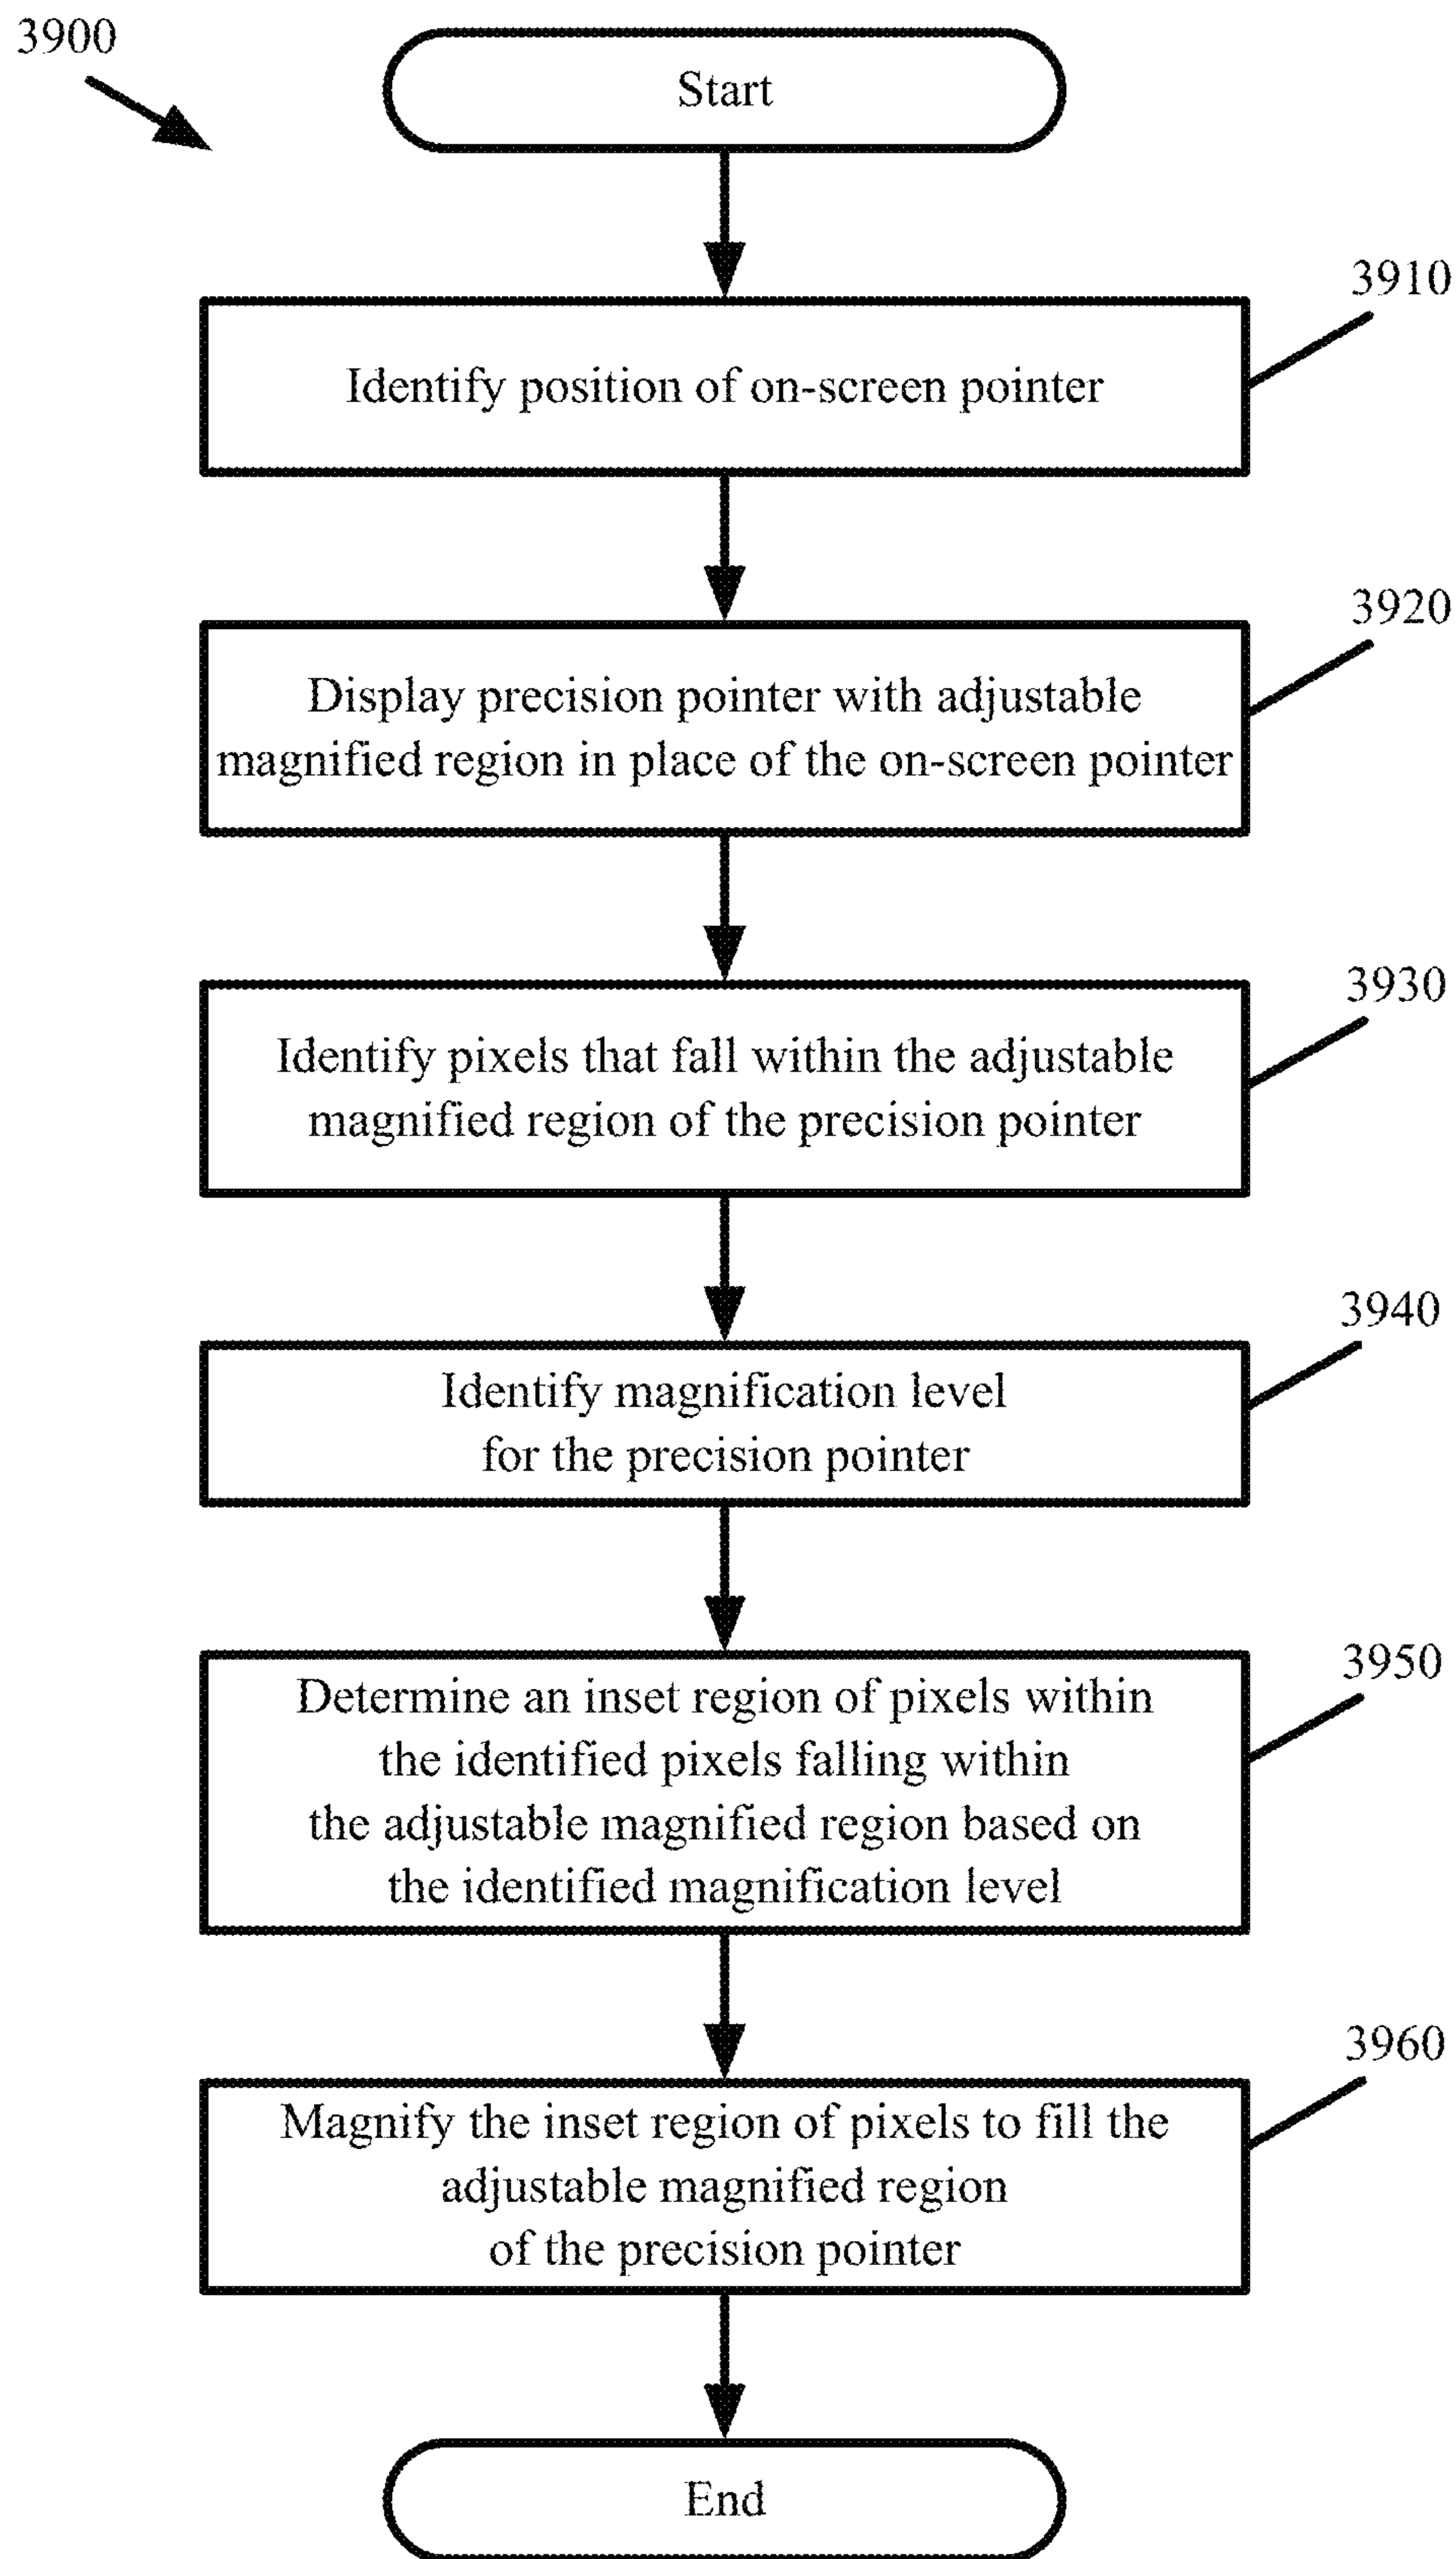 3900
Start
3910
Identify position of on-screen pointer
3920
Display precision pointer with adjustable
magnified region in place of the on-screen pointer
3930
Identify pixels that fall within the adjustable
magnified region of the precision pointer
3940
Identify magnification level
for the precision pointer
3950
Determine an inset region of pixels within
the identified pixels falling within
the adjustable magnified region based on
the identified magnification level
3960
Magnify the inset region of pixels to fill the
adjustable magnified region
of the precision pointer
End